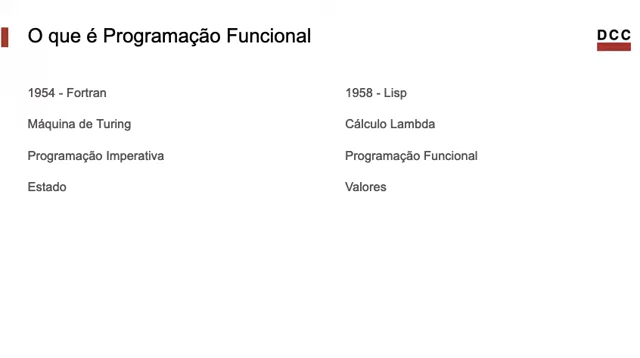 O que é Programação Funcional
DCC
1954 - Fortran
1958 - Lisp
Máquina de Turing
Cálculo Lambda
Programação Imperativa
Programação Funcional
Estado
Valores